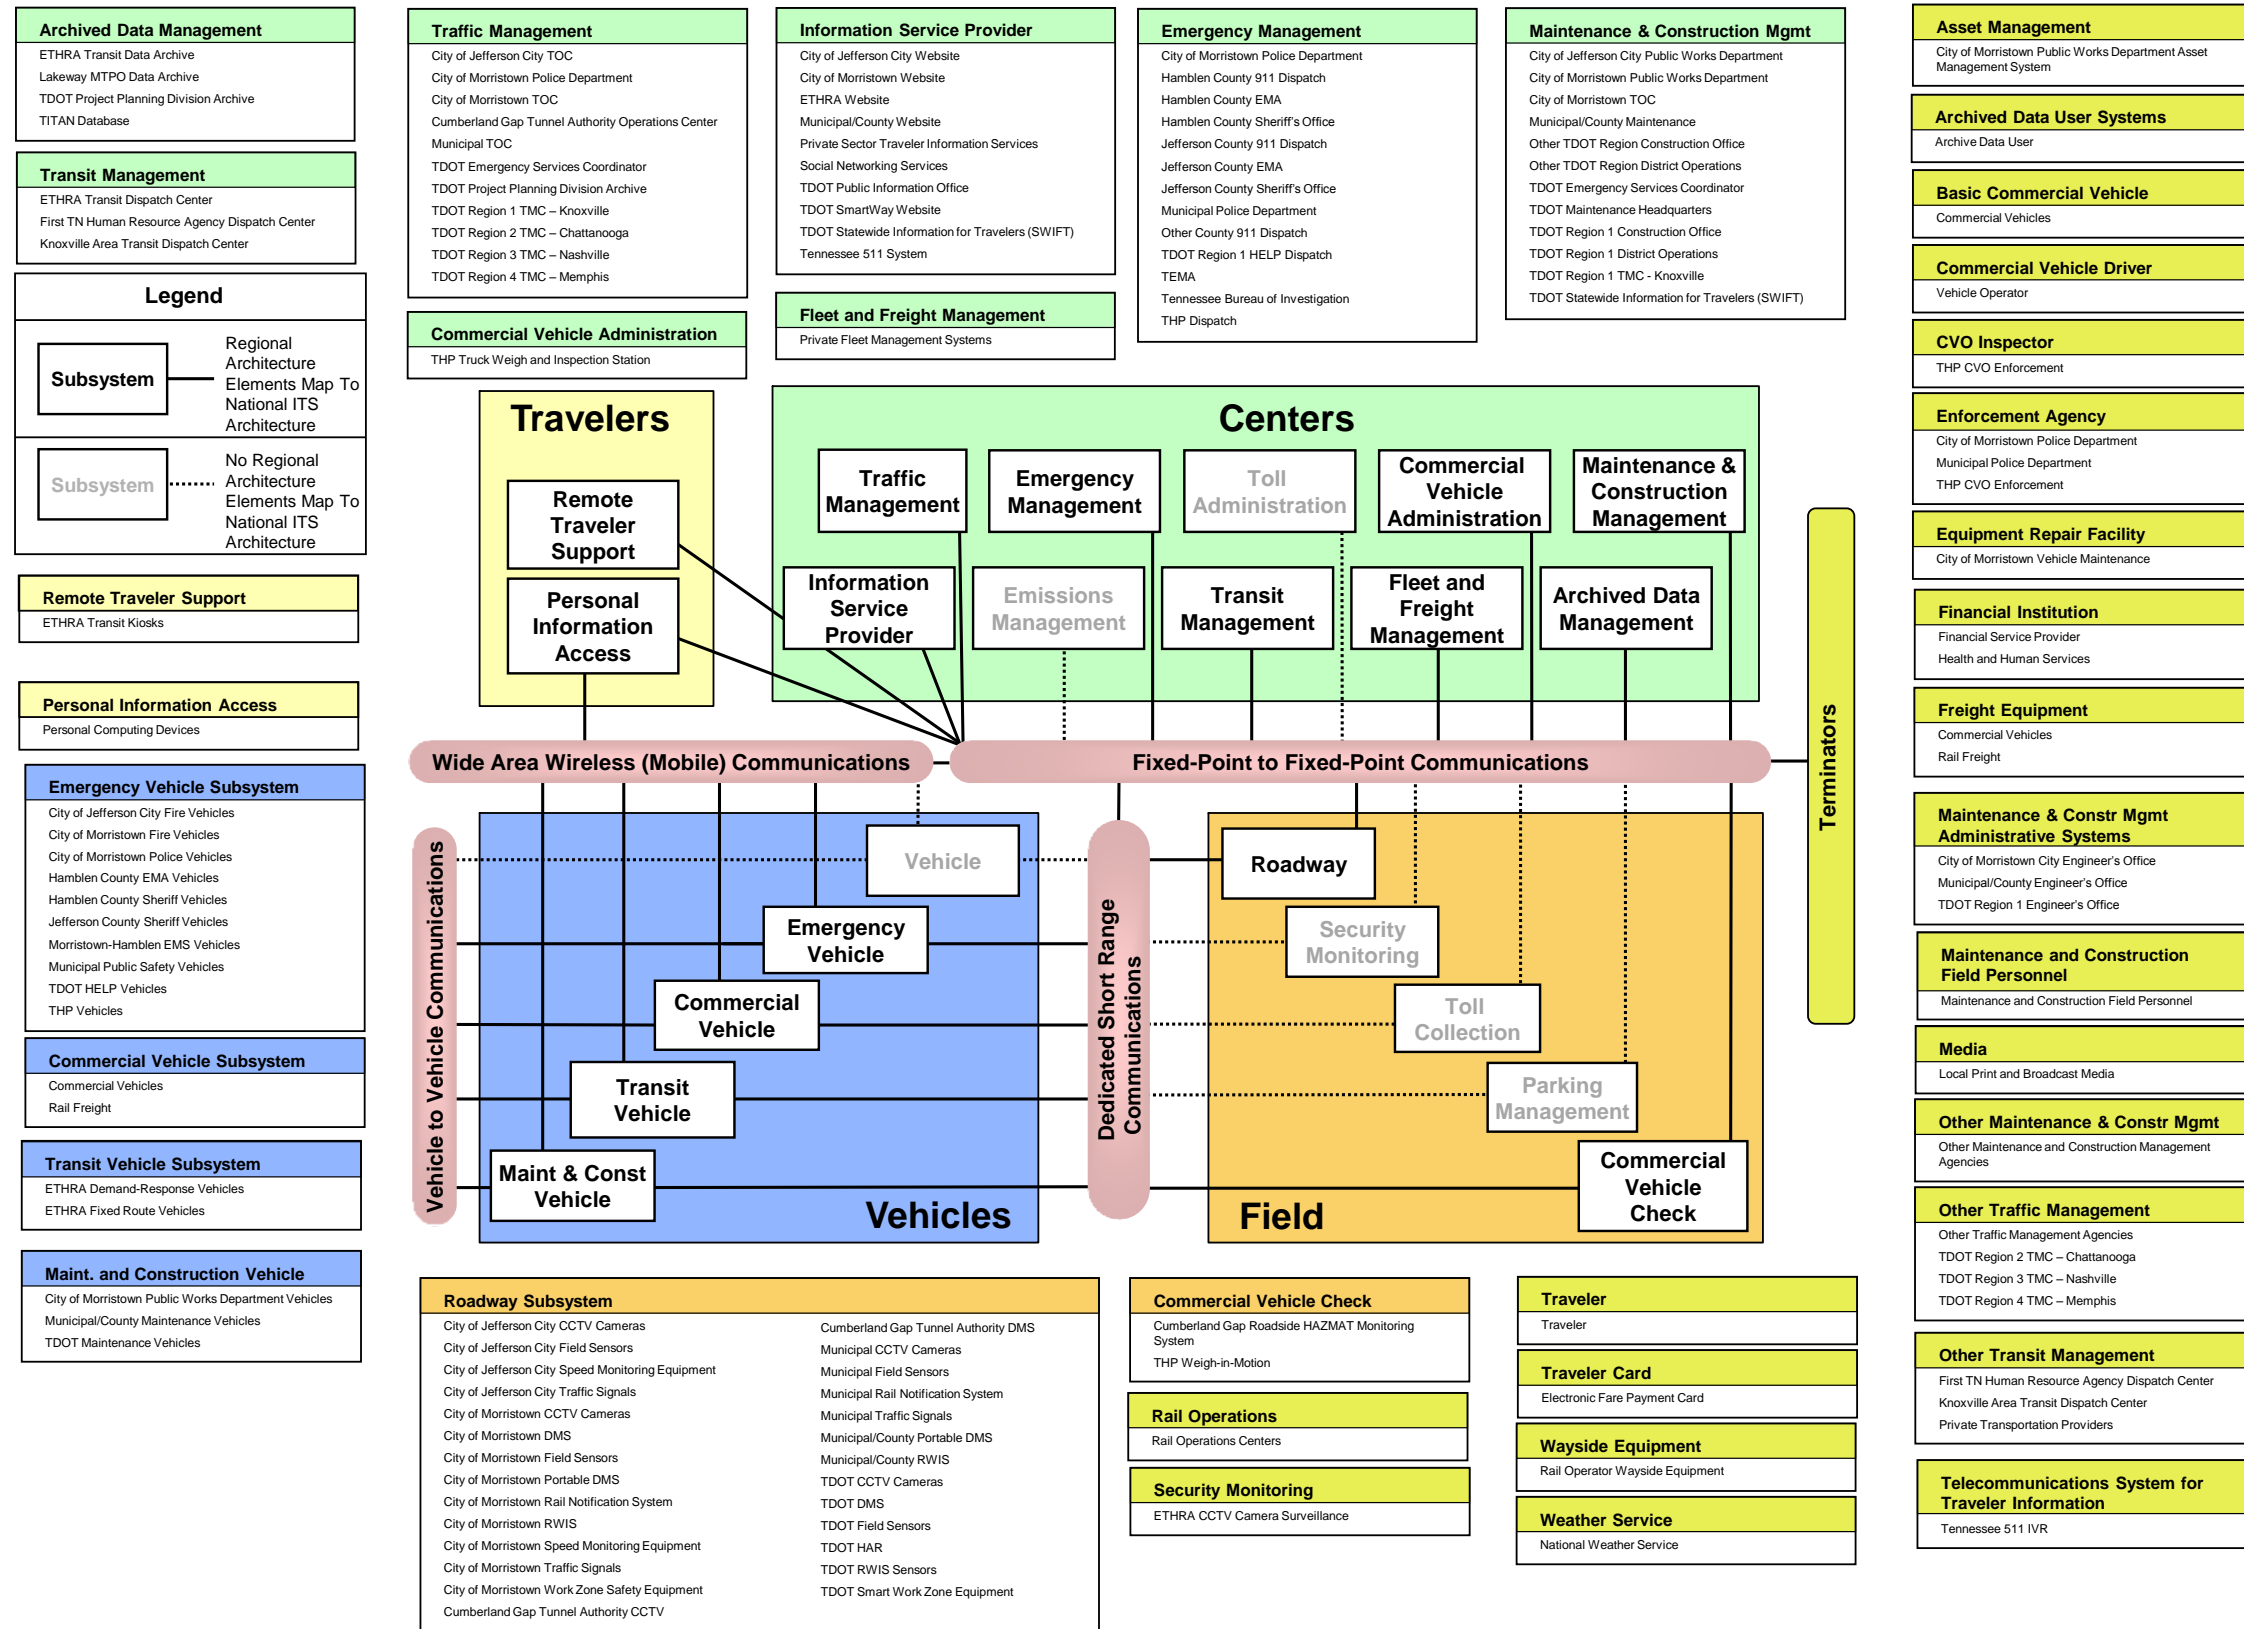 Archived Data Management
ETHRA Transit Data Archive
Lakeway MTPO Data Archive
TDOT Project Planning Division Archive
TITAN Database
Transit Management
ETHRA Transit Dispatch Center
First TN Human Resource Agency Dispatch Center
Knoxville Area Transit Dispatch Center
Legend
Subsystem
Regional
Architecture
Elements Map To
National ITS
Architecture
Subsystem
No Regional
Architecture
Elements Map To
National ITS
Architecture
Remote Traveler Support
ETHRA Transit Kiosks
Personal Information Access
Personal Computing Devices
Emergency Vehicle Subsystem
City of Jefferson City Fire Vehicles
City of Morristown Fire Vehicles
City of Morristown Police Vehicles
Hamblen County EMA Vehicles
Hamblen County Sheriff Vehicles
Jefferson County Sheriff Vehicles
Morristown-Hamblen EMS Vehicles
Municipal Public Safety Vehicles
TDOT HELP Vehicles
THP Vehicles
Commercial Vehicle Subsystem
Commercial Vehicles
Rail Freight
Transit Vehicle Subsystem
ETHRA Demand-Response Vehicles
ETHRA Fixed Route Vehicles
Maint. and Construction Vehicle
City of Morristown Public Works Department Vehicles
Municipal/County Maintenance Vehicles
TDOT Maintenance Vehicles
Traffic Management
City of Jefferson City TOC
City of Morristown Police Department
City of Morristown TOC
Cumberland Gap Tunnel Authority Operations Center
Municipal TOC
TDOT Emergency Services Coordinator
TDOT Project Planning Division Archive
TDOT Region 1 TMC – Knoxville
TDOT Region 2 TMC – Chattanooga
TDOT Region 3 TMC – Nashville
TDOT Region 4 TMC – Memphis
Commercial Vehicle Administration
THP Truck Weigh and Inspection Station
Information Service Provider
City of Jefferson City Website
City of Morristown Website
ETHRA Website
Municipal/County Website
Private Sector Traveler Information Services
Social Networking Services
TDOT Public Information Office
TDOT SmartWay Website
TDOT Statewide Information for Travelers (SWIFT)
Tennessee 511 System
Fleet and Freight Management
Private Fleet Management Systems
Emergency Management
City of Morristown Police Department
Hamblen County 911 Dispatch
Hamblen County EMA
Hamblen County Sheriff's Office
Jefferson County 911 Dispatch
Jefferson County EMA
Jefferson County Sheriff's Office
Municipal Police Department
Other County 911 Dispatch
TDOT Region 1 HELP Dispatch
TEMA
Tennessee Bureau of Investigation
THP Dispatch
Maintenance & Construction Mgmt
City of Jefferson City Public Works Department
City of Morristown Public Works Department
City of Morristown TOC
Municipal/County Maintenance
Other TDOT Region Construction Office
Other TDOT Region District Operations
TDOT Emergency Services Coordinator
TDOT Maintenance Headquarters
TDOT Region 1 Construction Office
TDOT Region 1 District Operations
TDOT Region 1 TMC - Knoxville
TDOT Statewide Information for Travelers (SWIFT)
Travelers
Remote
Traveler
Support
Personal
Information
Access
Centers
Traffic
Management
Emergency
Management
Toll
Administration
Commercial
Vehicle
Administration
Maintenance &
Construction
Management
Information
Service
Provider
Emissions
Management
Transit
Management
Fleet and
Freight
Management
Archived Data
Management
Wide Area Wireless (Mobile) Communications
Fixed-Point to Fixed-Point Communications
Terminators
Vehicle to Vehicle Communications
Vehicle
Emergency
Vehicle
Commercial
Vehicle
Transit
Vehicle
Maint & Const
Vehicle
Vehicles
Dedicated Short Range
Communications
Roadway
Security
Monitoring
Toll
Collection
Parking
Management
Commercial
Vehicle
Check
Field
Roadway Subsystem
City of Jefferson City CCTV Cameras
City of Jefferson City Field Sensors
City of Jefferson City Speed Monitoring Equipment
City of Jefferson City Traffic Signals
City of Morristown CCTV Cameras
City of Morristown DMS
City of Morristown Field Sensors
City of Morristown Portable DMS
City of Morristown Rail Notification System
City of Morristown RWIS
City of Morristown Speed Monitoring Equipment
City of Morristown Traffic Signals
City of Morristown Work Zone Safety Equipment
Cumberland Gap Tunnel Authority CCTV
Cumberland Gap Tunnel Authority DMS
Municipal CCTV Cameras
Municipal Field Sensors
Municipal Rail Notification System
Municipal Traffic Signals
Municipal/County Portable DMS
Municipal/County RWIS
TDOT CCTV Cameras
TDOT DMS
TDOT Field Sensors
TDOT HAR
TDOT RWIS Sensors
TDOT Smart Work Zone Equipment
Commercial Vehicle Check
Cumberland Gap Roadside HAZMAT Monitoring
System
THP Weigh-in-Motion
Rail Operations
Rail Operations Centers
Security Monitoring
ETHRA CCTV Camera Surveillance
Traveler
Traveler
Traveler Card
Electronic Fare Payment Card
Wayside Equipment
Rail Operator Wayside Equipment
Weather Service
National Weather Service
Asset Management
City of Morristown Public Works Department Asset
Management System
Archived Data User Systems
Archive Data User
Basic Commercial Vehicle
Commercial Vehicles
Commercial Vehicle Driver
Vehicle Operator
CVO Inspector
THP CVO Enforcement
Enforcement Agency
City of Morristown Police Department
Municipal Police Department
THP CVO Enforcement
Equipment Repair Facility
City of Morristown Vehicle Maintenance
Financial Institution
Financial Service Provider
Health and Human Services
Freight Equipment
Commercial Vehicles
Rail Freight
Maintenance & Constr Mgmt
Administrative Systems
City of Morristown City Engineer's Office
Municipal/County Engineer's Office
TDOT Region 1 Engineer's Office
Maintenance and Construction
Field Personnel
Maintenance and Construction Field Personnel
Media
Local Print and Broadcast Media
Other Maintenance & Constr Mgmt
Other Maintenance and Construction Management
Agencies
Other Traffic Management
Other Traffic Management Agencies
TDOT Region 2 TMC – Chattanooga
TDOT Region 3 TMC – Nashville
TDOT Region 4 TMC – Memphis
Other Transit Management
First TN Human Resource Agency Dispatch Center
Knoxville Area Transit Dispatch Center
Private Transportation Providers
Telecommunications System for
Traveler Information
Tennessee 511 IVR